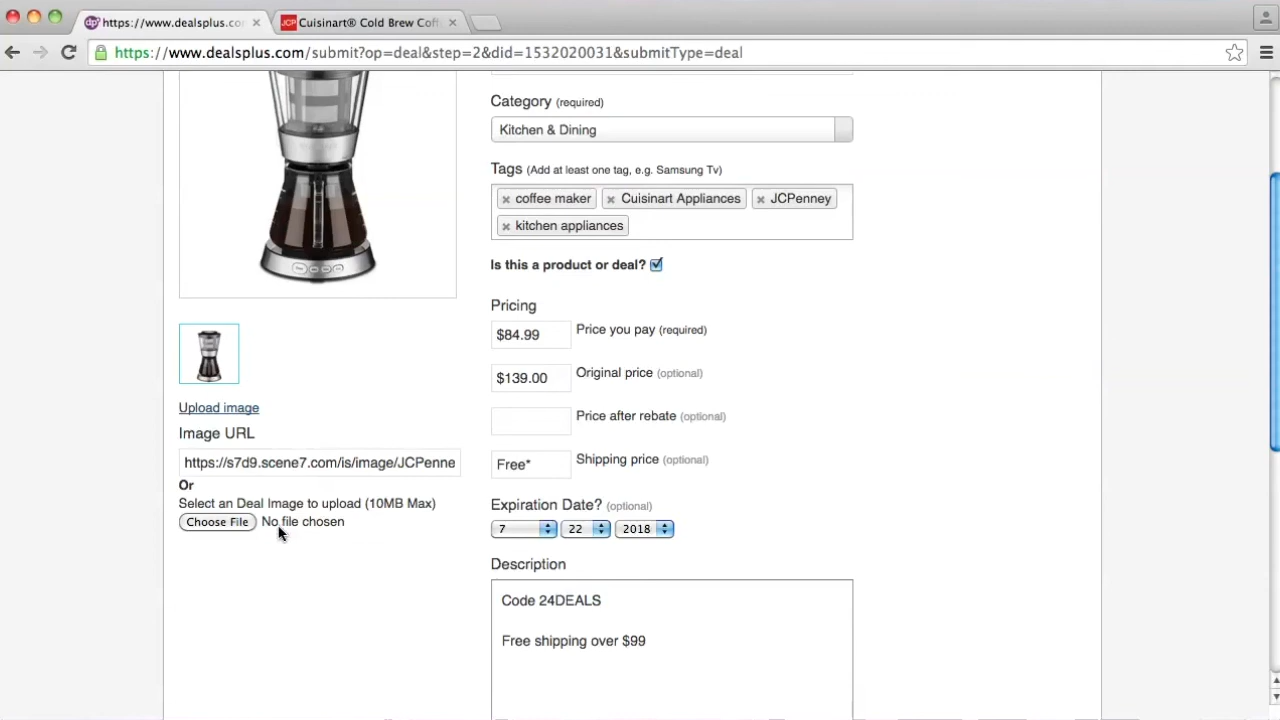 https://www.dealsplus.co
Cuisinart® Cold Brew Coff
https://www.dealsplus.com/submit?op=deal&step=2&did=1532020031&submitType=deal
Category (required)
Kitchen & Dining
Tags (Add at least one tag, e.g. Samsung Tv)
× coffee maker × Cuisinart Appliances × JCPenney
× kitchen appliances
Is this a product or deal?
Pricing
$84.99 Price you pay (required)
$139.00 Original price (optional)
Price after rebate (optional)
Free* Shipping price (optional)
Upload image
Image URL
https://s7d9.scene7.com/is/image/JCPenne
Or
Select an Deal Image to upload (10MB Max)
Choose File No file chosen
Expiration Date? (optional)
7 22 2018
Description
Code 24DEALS
Free shipping over $99